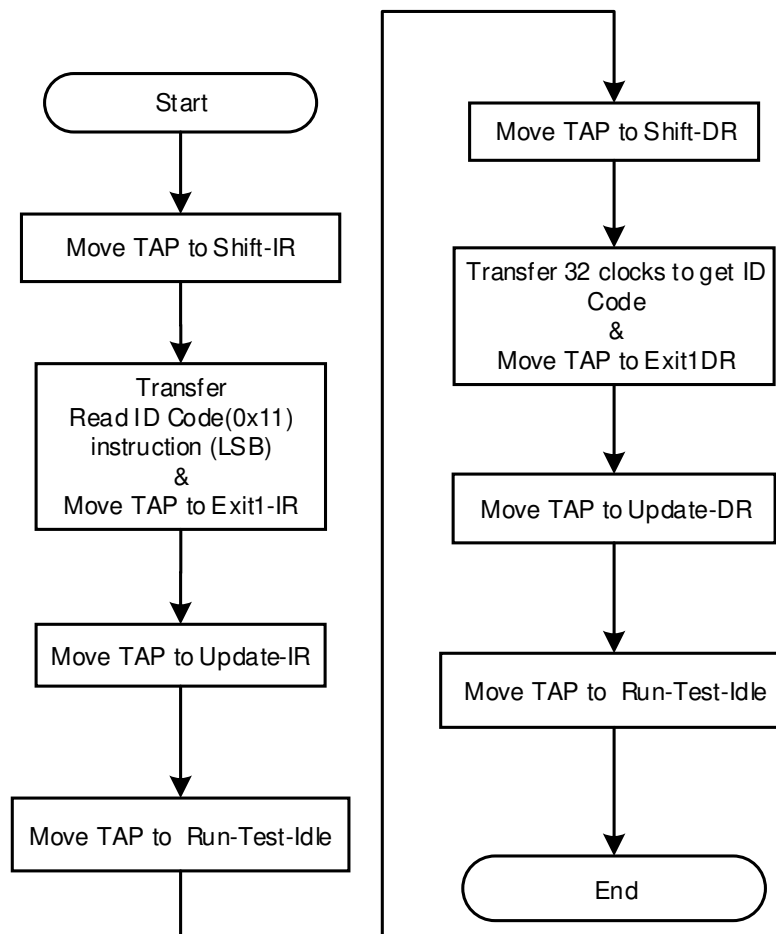 Start
Move TAP to Shift-IR
Transfer
Read ID Code(0x11)
instruction (LSB)
&
Move TAP to Exit1-IR
Move TAP to Update-IR
Move TAP to Run-Test-Idle
Move TAP to Shift-DR
Transfer 32 clocks to get ID
Code
&
Move TAP to Exit1DR
Move TAP to Update-DR
Move TAP to Run-Test-Idle
End